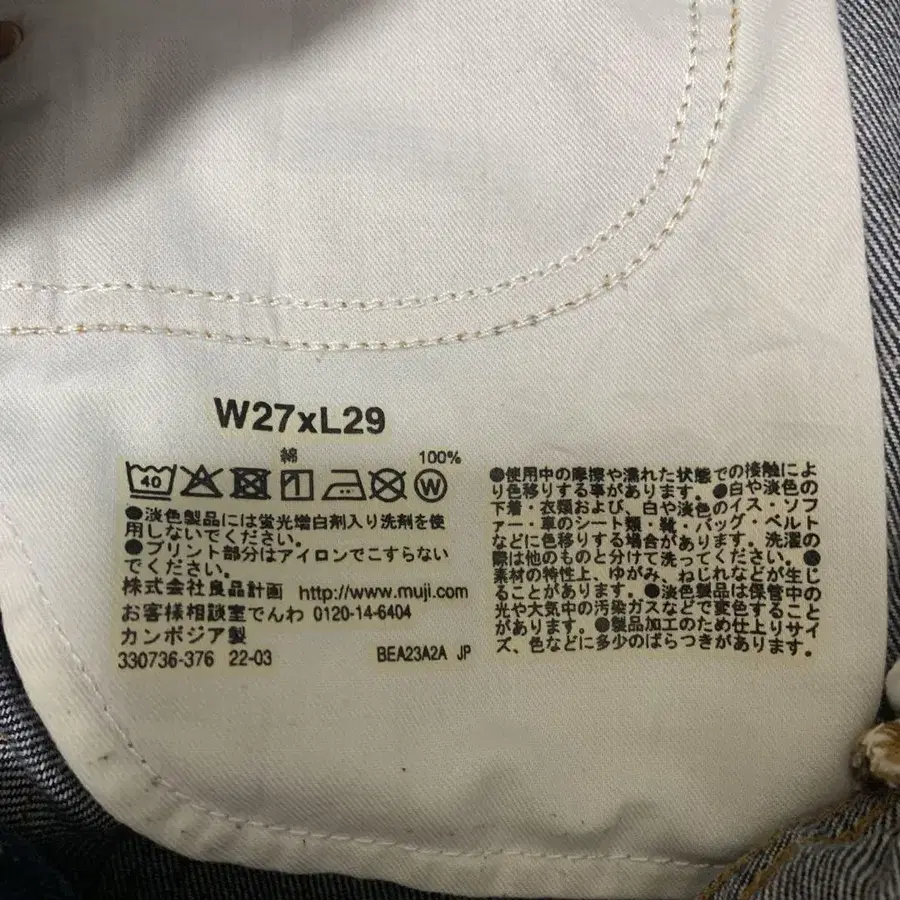 W27xL29
綿 100%
40 W
●淡色製品には蛍光増白剤入り洗剤を使
用しないでください。
●プリント部分はアイロンでこすらない
でください。
株式会社良品計画 http://www.muji.com
お客様相談室でんわ 0120-14-6404
カンボジア製
330736-376 22-03 BEA23A2A JP
●使用中の摩擦や濡れた状態での接触によ
り色移りする事があります。●白や淡色の
下着・衣類および、白や淡色のイス・ソフ
ァー・車のシート類・靴・バッグ・ベルト
などに色移りする場合があります。洗濯の
際は他のものと分けて洗ってください。●
素材の特性上、ゆがみ、ねじれなどが生じ
ることがあります。●淡色製品は保管中の
光や大気中の汚染ガスなどで変色すること
があります。●製品加工のため仕上りサイ
ズ、色などに多少のばらつきがあります。